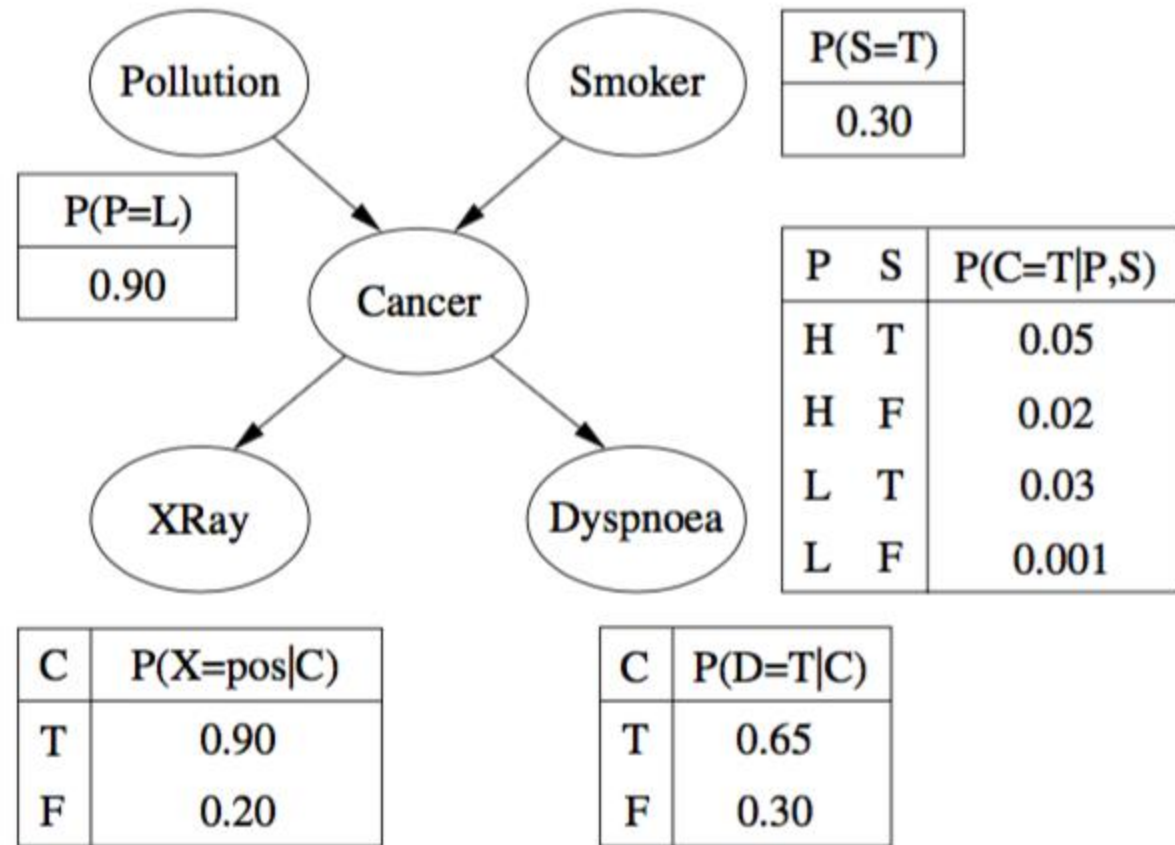 Pollution
Smoker
P(S=T)
0.30
P(P=L)
0.90
Cancer
P S P(C=T|P,S)
H T 0.05
H F 0.02
L T 0.03
L F 0.001
XRay
Dyspnoea
C P(X=pos|C)
T 0.90
F 0.20
C P(D=T|C)
T 0.65
F 0.30